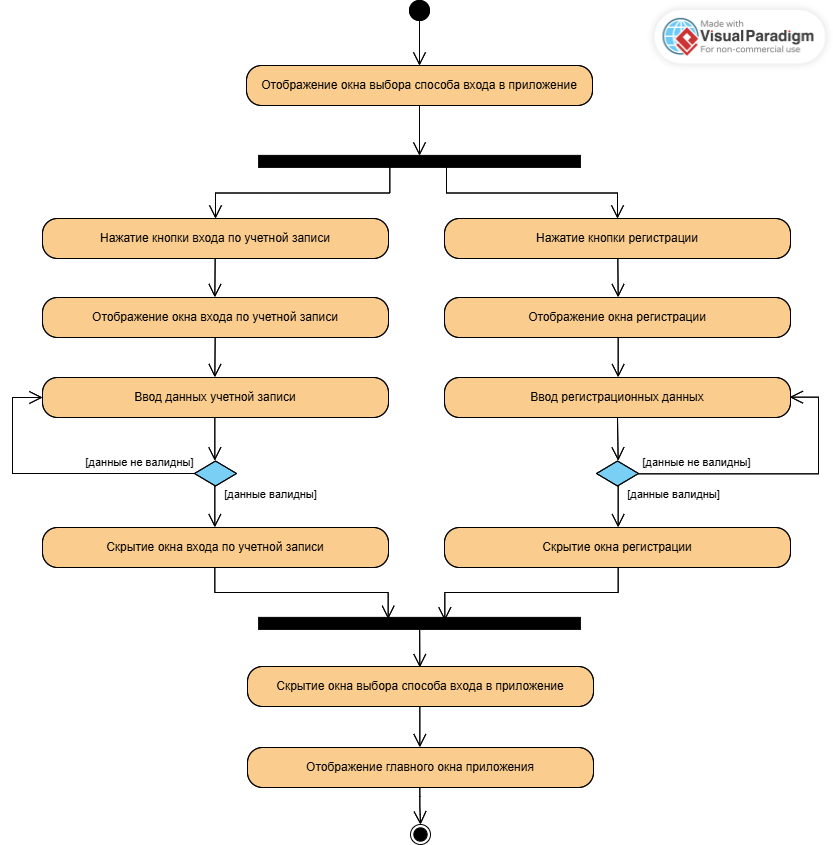 Made with
Visual Paradigm
For non-commercial use
Отображение окна выбора способа входа в приложение
Нажатие кнопки входа по учетной записи
Нажатие кнопки регистрации
Отображение окна входа по учетной записи
Отображение окна регистрации
Ввод данных учетной записи
Ввод регистрационных данных
[данные не валидны]
[данные не валидны]
[данные валидны]
[данные валидны]
Скрытие окна входа по учетной записи
Скрытие окна регистрации
Скрытие окна выбора способа входа в приложение
Отображение главного окна приложения